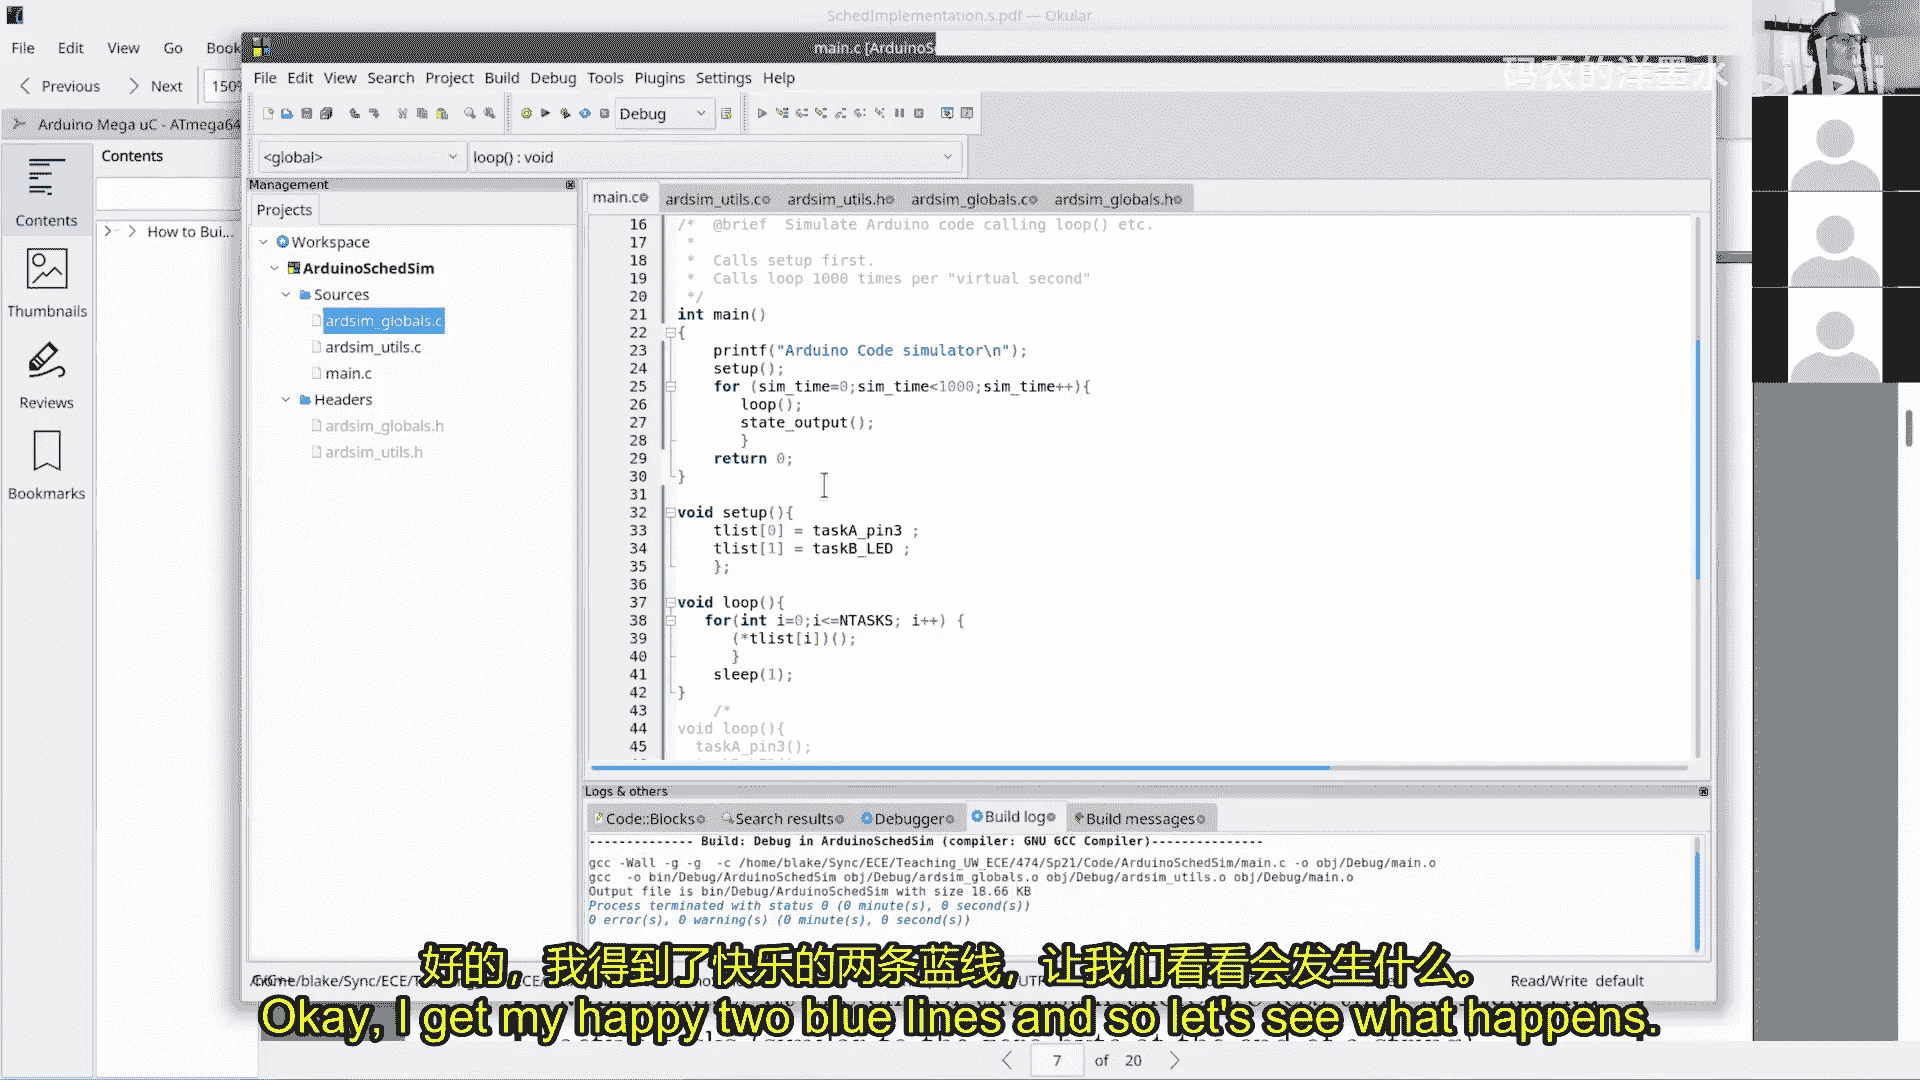 SchedImplementation.s.pdf — Okular
File Edit View Go Book
Previous Next 150%
Arduino Mega uC - ATmega64
Contents
Contents
Thumbnails
Reviews
Bookmarks
How to Bui...
main.c [ArduinoS
码农的洋墨水
bilibili
File Edit View Search Project Build Debug Tools Plugins Settings Help
Debug
<global>
loop() : void
Management
Projects
Workspace
ArduinoSchedSim
Sources
ardsim_globals.c
ardsim_utils.c
main.c
Headers
ardsim_globals.h
ardsim_utils.h
main.c ardsim_utils.c ardsim_utils.h ardsim_globals.c ardsim_globals.h
16 /* @brief Simulate Arduino code calling loop() etc.
17 *
18 * Calls setup first.
19 * Calls loop 1000 times per "virtual second"
20 */
21 int main()
22 {
23 printf("Arduino Code simulator\n");
24 setup();
25 for (sim_time=0;sim_time<1000;sim_time++){
26 loop();
27 state_output();
28 }
29 return 0;
30 }
31
32 void setup(){
33 tlist[0] = taskA_pin3 ;
34 tlist[1] = taskB_LED ;
35 };
36
37 void loop(){
38 for(int i=0;i<=NTASKS; i++) {
39 (*tlist[i])();
40 }
41 sleep(1);
42 }
43 /*
44 void loop(){
45 taskA_pin3();
Logs & others
Code::Blocks Search results Debugger Build log Build messages
-------------- Build: Debug in ArduinoSchedSim (compiler: GNU GCC Compiler)---------------
gcc -Wall -g -g -c /home/blake/Sync/ECE/Teaching_UW_ECE/474/Sp21/Code/ArduinoSchedSim/main.c -o obj/Debug/main.o
gcc -o bin/Debug/ArduinoSchedSim obj/Debug/ardsim_globals.o obj/Debug/ardsim_utils.o obj/Debug/main.o
Output file is bin/Debug/ArduinoSchedSim with size 18.66 KB
Process terminated with status 0 (0 minute(s), 0 second(s))
0 error(s), 0 warning(s) (0 minute(s), 0 second(s))
Read/Write default
好的，我得到了快乐的两条蓝线，让我们看看会发生什么。
Okay, I get my happy two blue lines and so let's see what happens.
7 of 20